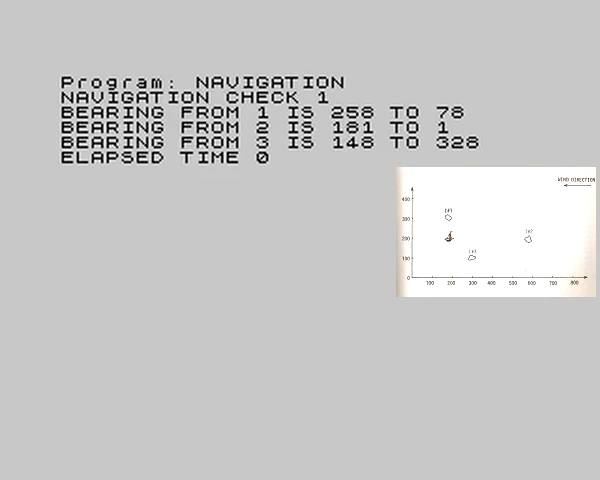 Program: NAVIGATION
NAVIGATION CHECK 1
BEARING FROM 1 IS 258 TO 78
BEARING FROM 2 IS 181 TO 1
BEARING FROM 3 IS 148 TO 328
ELAPSED TIME 0
WIND DIRECTION
400
300
200
100
0
100 200 300 400 500 600 700 800